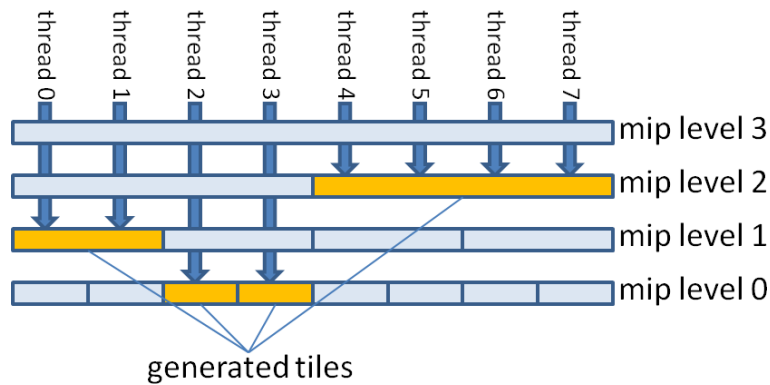 thread 0
thread 1
thread 2
thread 3
thread 4
thread 5
thread 6
thread 7
mip level 3
mip level 2
mip level 1
mip level 0
generated tiles